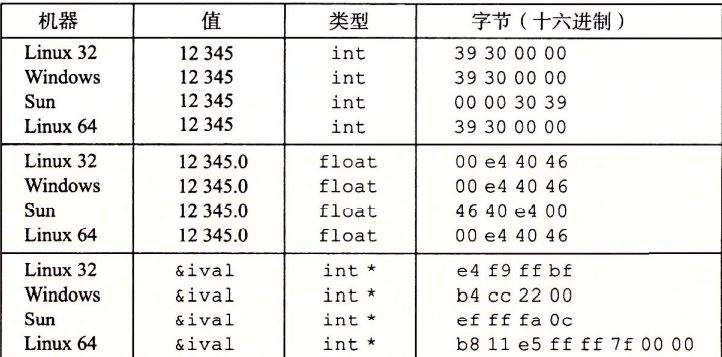 机器 值 类型 字节（十六进制）
Linux 32 12 345 int 39 30 00 00
Windows 12 345 int 39 30 00 00
Sun 12 345 int 00 00 30 39
Linux 64 12 345 int 39 30 00 00
Linux 32 12 345.0 float 00 e4 40 46
Windows 12 345.0 float 00 e4 40 46
Sun 12 345.0 float 46 40 e4 00
Linux 64 12 345.0 float 00 e4 40 46
Linux 32 &ival int * e4 f9 ff bf
Windows &ival int * b4 cc 22 00
Sun &ival int * ef ff fa 0c
Linux 64 &ival int * b8 11 e5 ff ff 7f 00 00